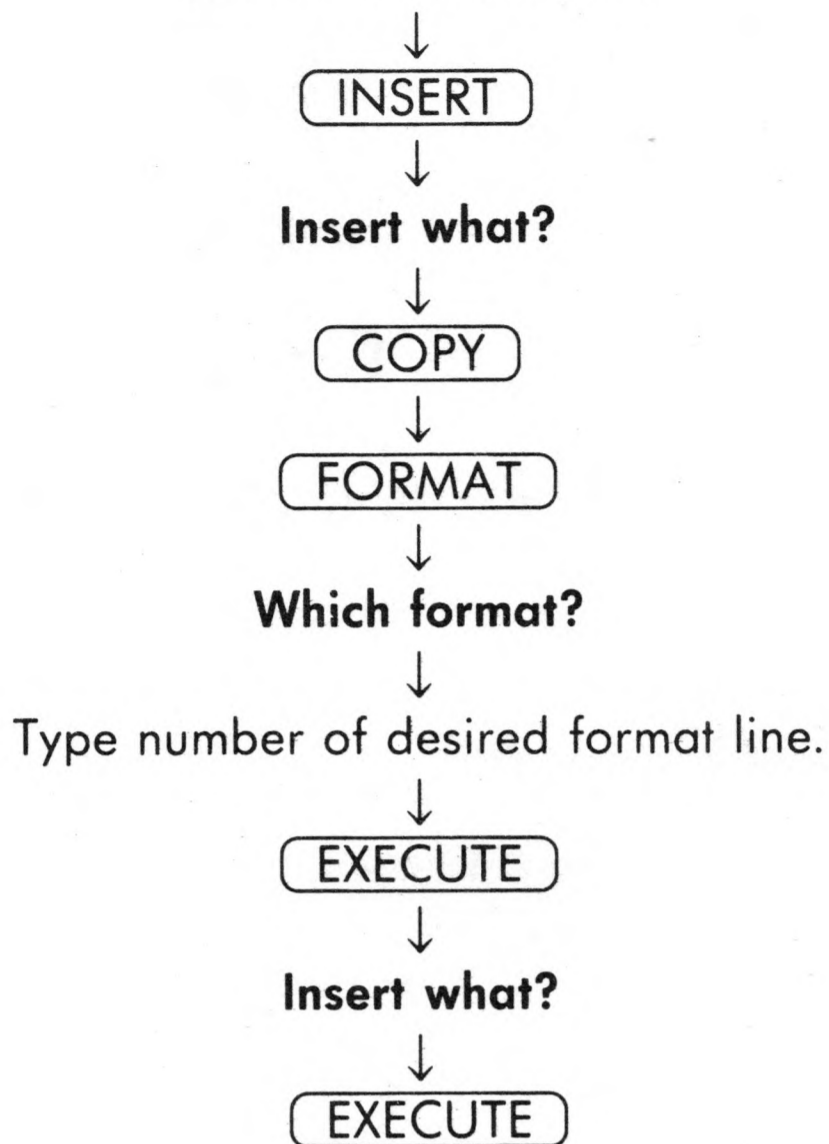 INSERT
Insert what?
COPY
FORMAT
Which format?
Type number of desired format line.
EXECUTE
Insert what?
EXECUTE